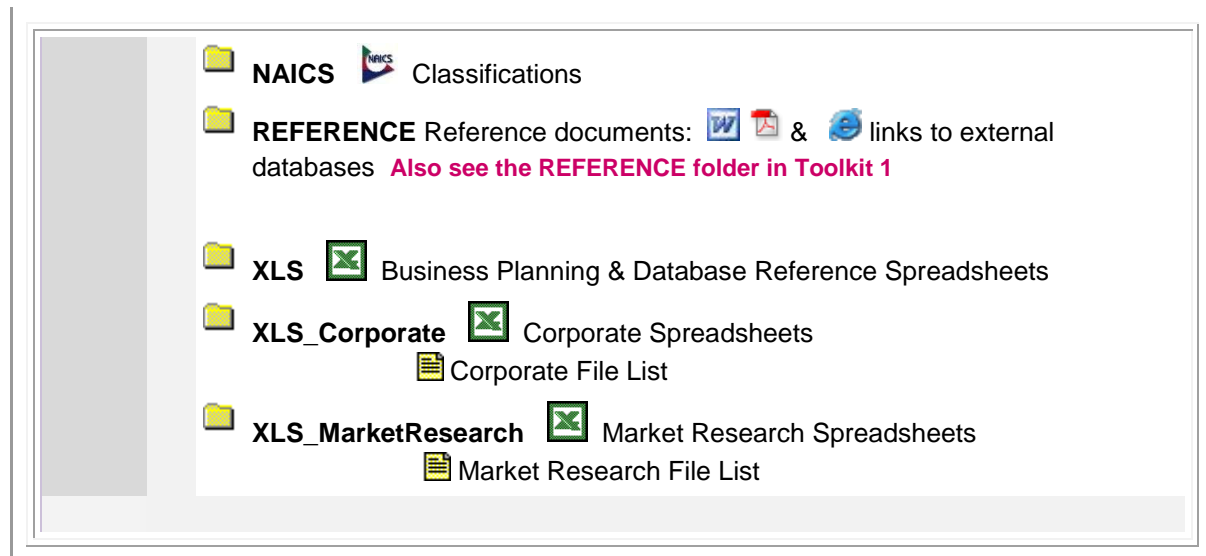 NAICS NAICS Classifications
REFERENCE Reference documents: W & links to external
databases Also see the REFERENCE folder in Toolkit 1
XLS X Business Planning & Database Reference Spreadsheets
XLS_Corporate X Corporate Spreadsheets
Corporate File List
XLS_MarketResearch X Market Research Spreadsheets
Market Research File List